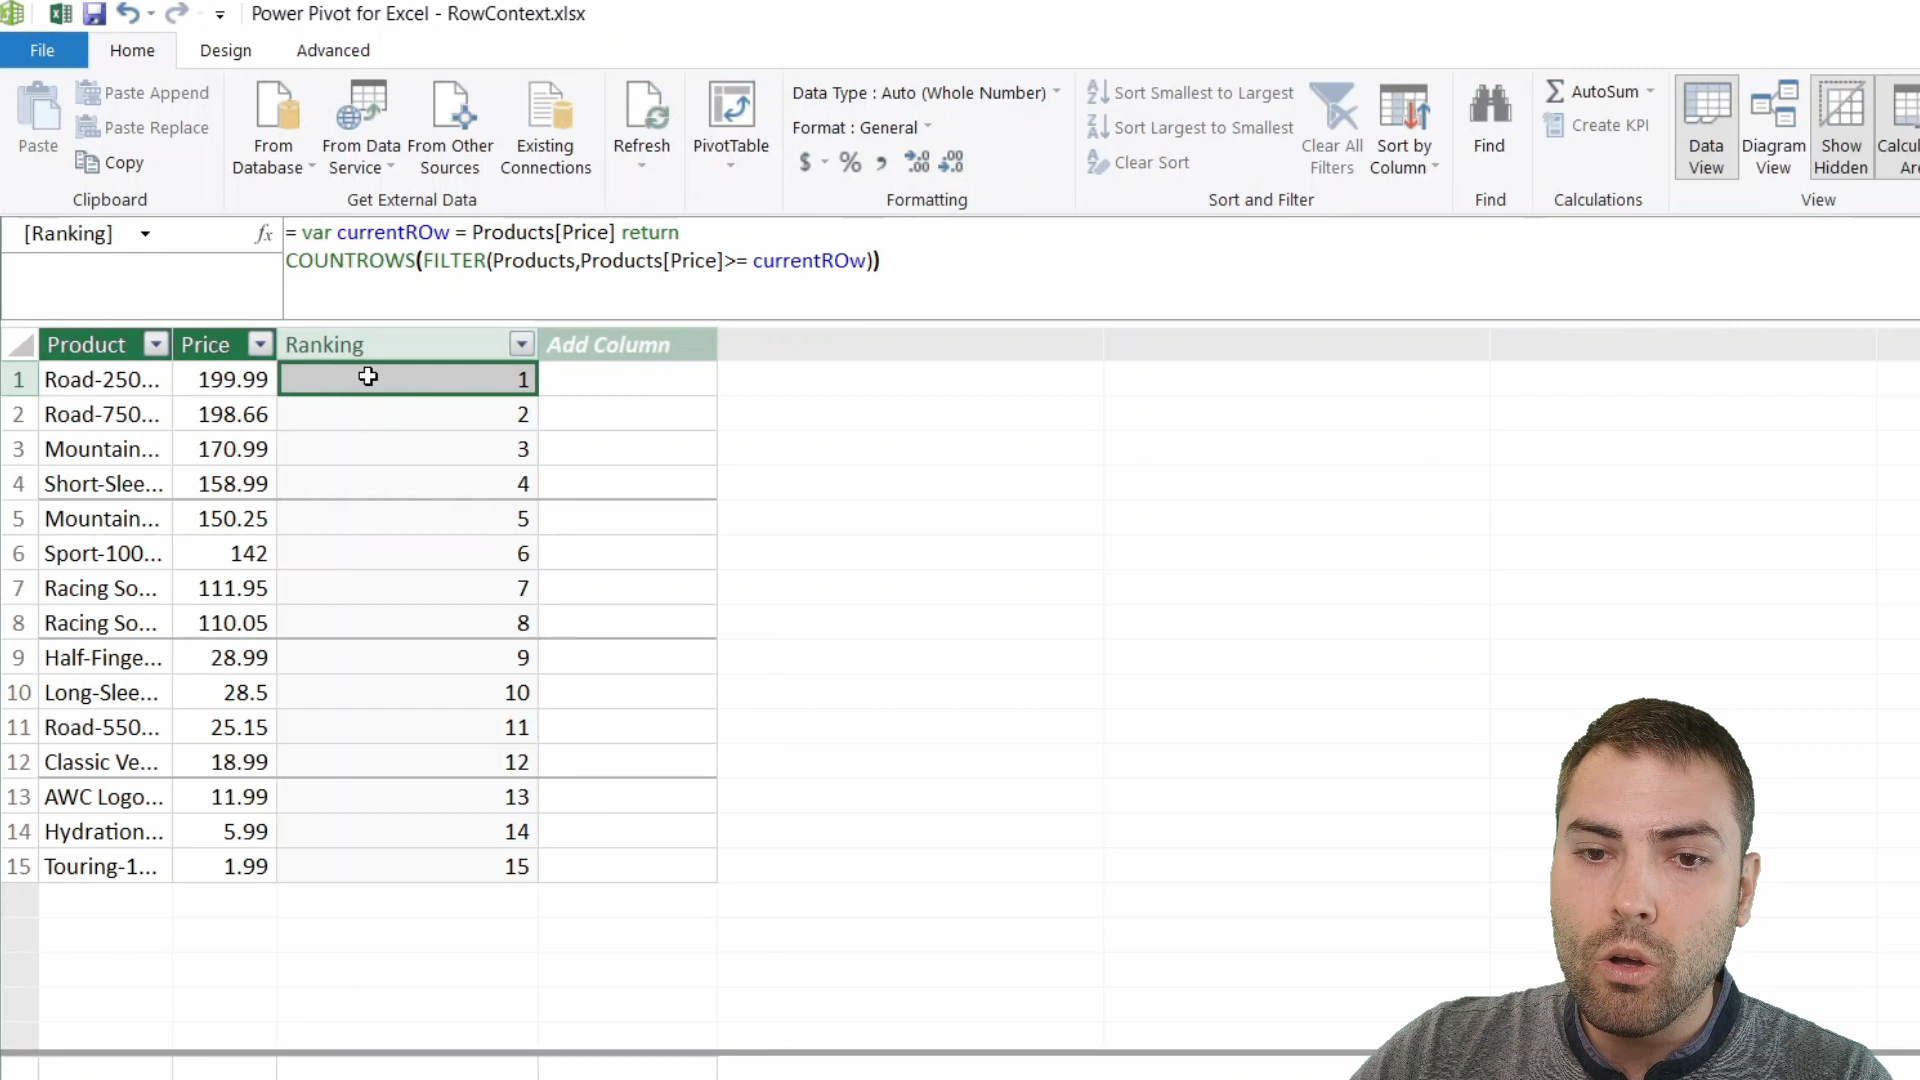 Power Pivot for Excel - RowContext.xlsx
File Home Design Advanced
Paste
Paste Append
Paste Replace
Copy
Clipboard
From Database
From Data Service
From Other Sources
Existing Connections
Get External Data
Refresh
PivotTable
Data Type : Auto (Whole Number)
Format : General
$ % ,
Formatting
Sort Smallest to Largest
Sort Largest to Smallest
Clear Sort
Clear All Filters
Sort by Column
Sort and Filter
Find
Find
AutoSum
Create KPI
Calculations
Data View
Diagram View
Show Hidden
View
[Ranking] fx = var currentROw = Products[Price] return
COUNTROWS(FILTER(Products,Products[Price]>= currentROw))
Product Price Ranking Add Column
1 Road-250... 199.99 1
2 Road-750... 198.66 2
3 Mountain... 170.99 3
4 Short-Slee... 158.99 4
5 Mountain... 150.25 5
6 Sport-100... 142 6
7 Racing So... 111.95 7
8 Racing So... 110.05 8
9 Half-Finge... 28.99 9
10 Long-Slee... 28.5 10
11 Road-550... 25.15 11
12 Classic Ve... 18.99 12
13 AWC Logo... 11.99 13
14 Hydration... 5.99 14
15 Touring-1... 1.99 15